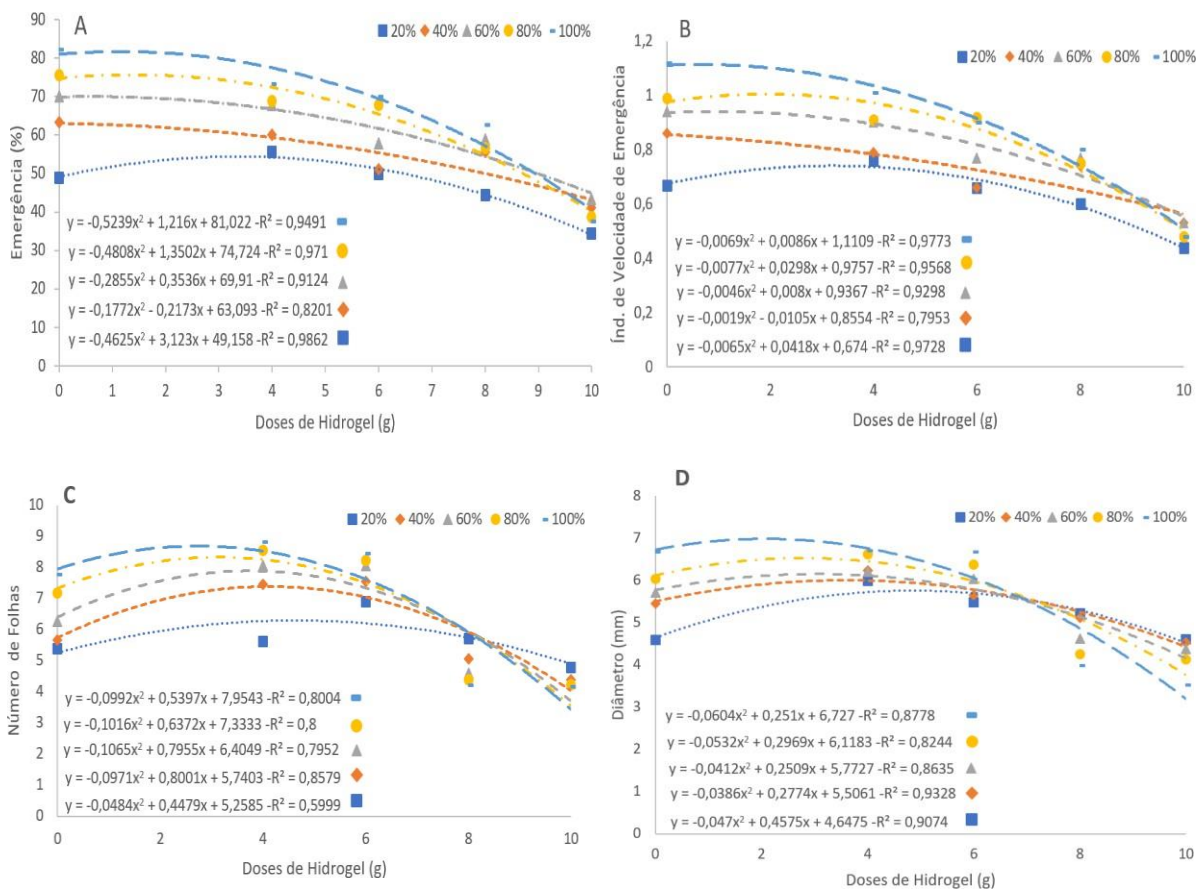 A
20% 40% 60% 80% 100%
90
80
70
60
50
40
30
20
10
0
Emergência (%)
y = -0,5239x² + 1,216x + 81,022 -R² = 0,9491
y = -0,4808x² + 1,3502x + 74,724 -R² = 0,971
y = -0,2855x² + 0,3536x + 69,91 -R² = 0,9124
y = -0,1772x² - 0,2173x + 63,093 -R² = 0,8201
y = -0,4625x² + 3,123x + 49,158 -R² = 0,9862
0 1 2 3 4 5 6 7 8 9 10
Doses de Hidrogel (g)
B
20% 40% 60% 80% 100%
1,2
1
0,8
0,6
0,4
0,2
0
Índ. de Velocidade de Emergência
y = -0,0069x² + 0,0086x + 1,1109 -R² = 0,9773
y = -0,0077x² + 0,0298x + 0,9757 -R² = 0,9568
y = -0,0046x² + 0,008x + 0,9367 -R² = 0,9298
y = -0,0019x² - 0,0105x + 0,8554 -R² = 0,7953
y = -0,0065x² + 0,0418x + 0,674 -R² = 0,9728
0 2 4 6 8 10
Doses de Hidrogel (g)
C
20% 40% 60% 80% 100%
10
9
8
7
6
5
4
3
2
1
0
Número de Folhas
y = -0,0992x² + 0,5397x + 7,9543 -R² = 0,8004
y = -0,1016x² + 0,6372x + 7,3333 -R² = 0,8
y = -0,1065x² + 0,7955x + 6,4049 -R² = 0,7952
y = -0,0971x² + 0,8001x + 5,7403 -R² = 0,8579
y = -0,0484x² + 0,4479x + 5,2585 -R² = 0,5999
0 2 4 6 8 10
Doses de Hidrogel (g)
D
20% 40% 60% 80% 100%
8
7
6
5
4
3
2
1
0
Diâmetro (mm)
y = -0,0604x² + 0,251x + 6,727 -R² = 0,8778
y = -0,0532x² + 0,2969x + 6,1183 -R² = 0,8244
y = -0,0412x² + 0,2509x + 5,7727 -R² = 0,8635
y = -0,0386x² + 0,2774x + 5,5061 -R² = 0,9328
y = -0,047x² + 0,4575x + 4,6475 -R² = 0,9074
0 2 4 6 8 10
Doses de Hidrogel (g)